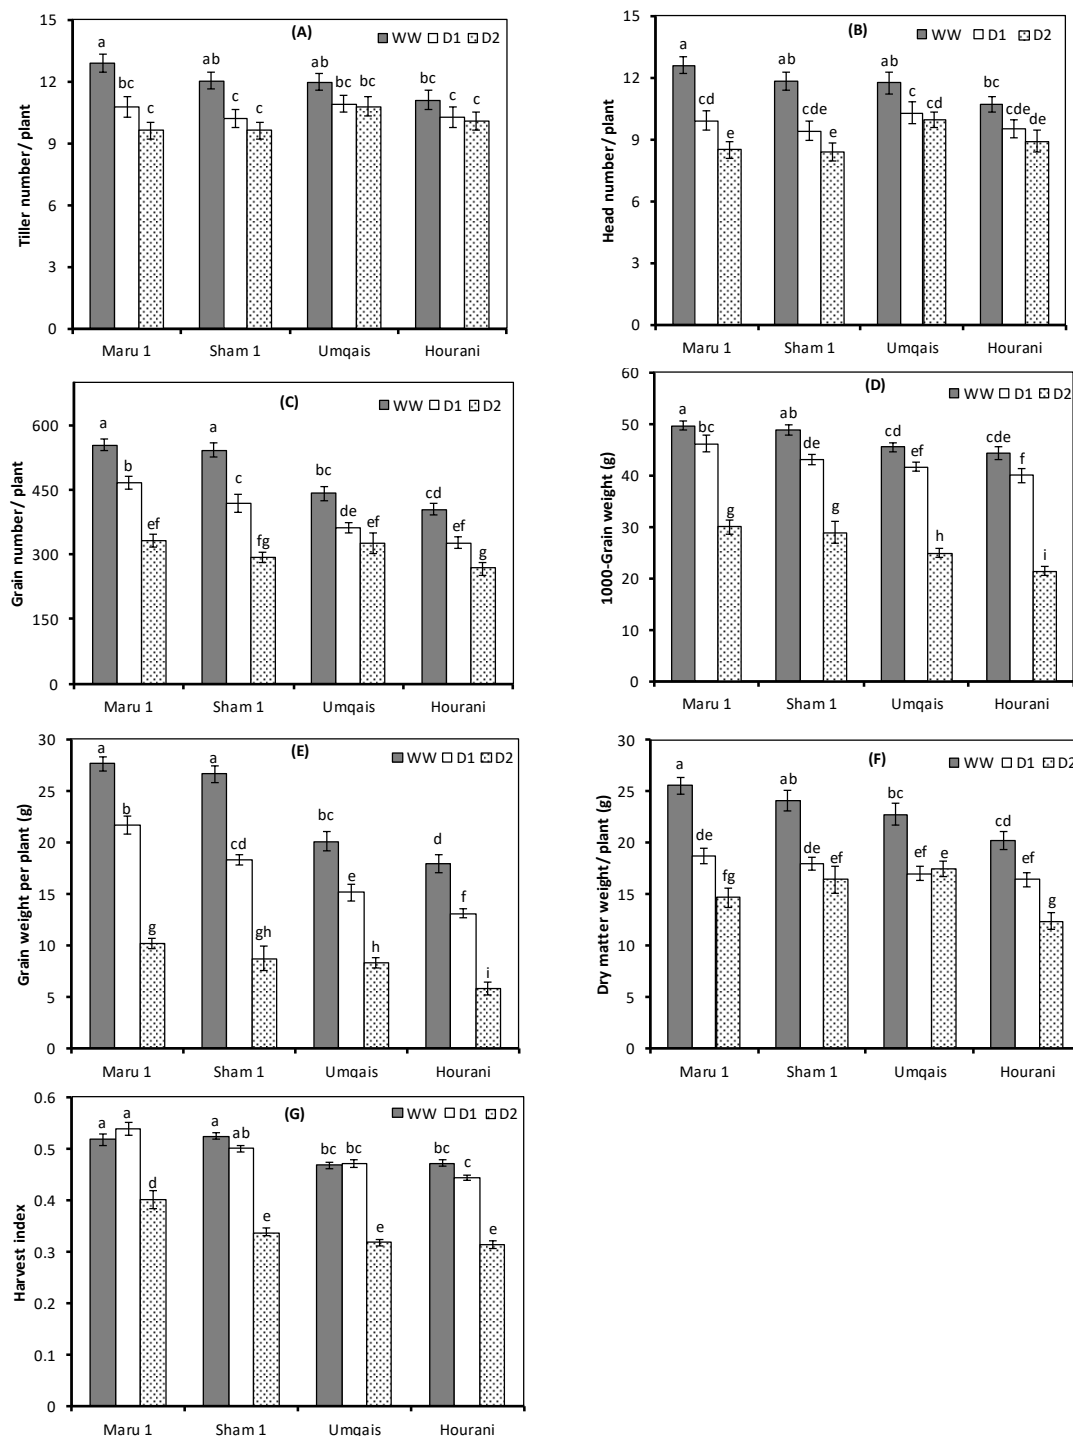 (A)
WW D1 D2
Tiller number/ plant
15
12
9
6
3
0
a bc c
ab c c
ab bc bc
bc c c
Maru 1 Sham 1 Umqais Hourani
(B)
WW D1 D2
Head number/ plant
15
12
9
6
3
0
a cd e
ab cde e
ab c cd
bc cde de
Maru 1 Sham 1 Umqais Hourani
(C)
WW D1 D2
Grain number/ plant
600
450
300
150
0
a b ef
a c fg
bc de ef
cd ef g
Maru 1 Sham 1 Umqais Hourani
(D)
WW D1 D2
1000-Grain weight (g)
60
50
40
30
20
10
0
a bc g
ab de g
cd ef h
cde f i
Maru 1 Sham 1 Umqais Hourani
(E)
WW D1 D2
Grain weight per plant (g)
30
25
20
15
10
5
0
a b g
a cd gh
c e h
d f i
Maru 1 Sham 1 Umqais Hourani
(F)
WW D1 D2
Dry matter weight/ plant (g)
30
25
20
15
10
5
0
a de fg
ab de ef
bc ef e
cd ef g
Maru 1 Sham 1 Umqais Hourani
(G)
WW D1 D2
Harvest index
0.6
0.5
0.4
0.3
0.2
0.1
0
a a d
a ab e
bc bc e
bc c e
Maru 1 Sham 1 Umqais Hourani